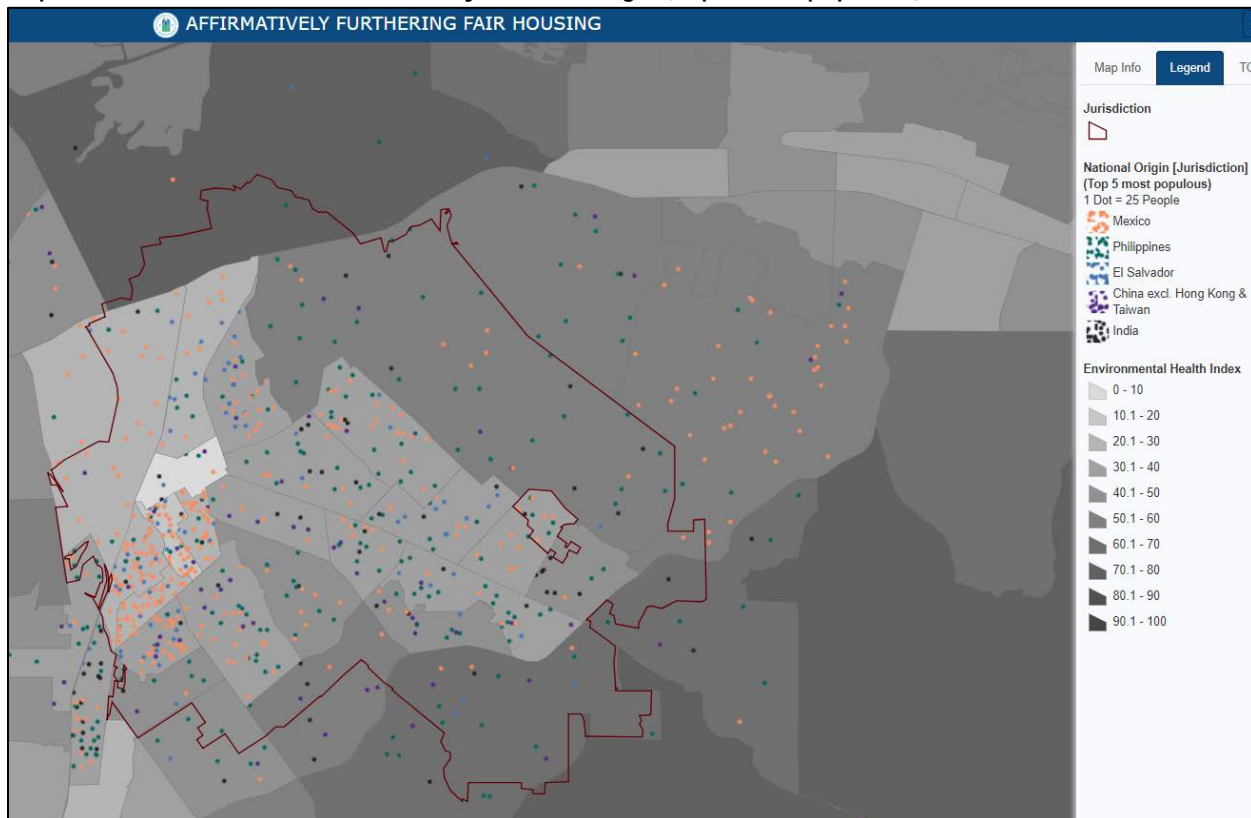 AFFIRMATIVELY FURTHERING FAIR HOUSING
Map Info Legend
Jurisdiction
National Origin [Jurisdiction]
(Top 5 most populous)
1 Dot = 25 People
Mexico
Philippines
El Salvador
China excl. Hong Kong &
Taiwan
India
Environmental Health Index
0 - 10
10.1 - 20
20.1 - 30
30.1 - 40
40.1 - 50
50.1 - 60
60.1 - 70
70.1 - 80
80.1 - 90
90.1 - 100